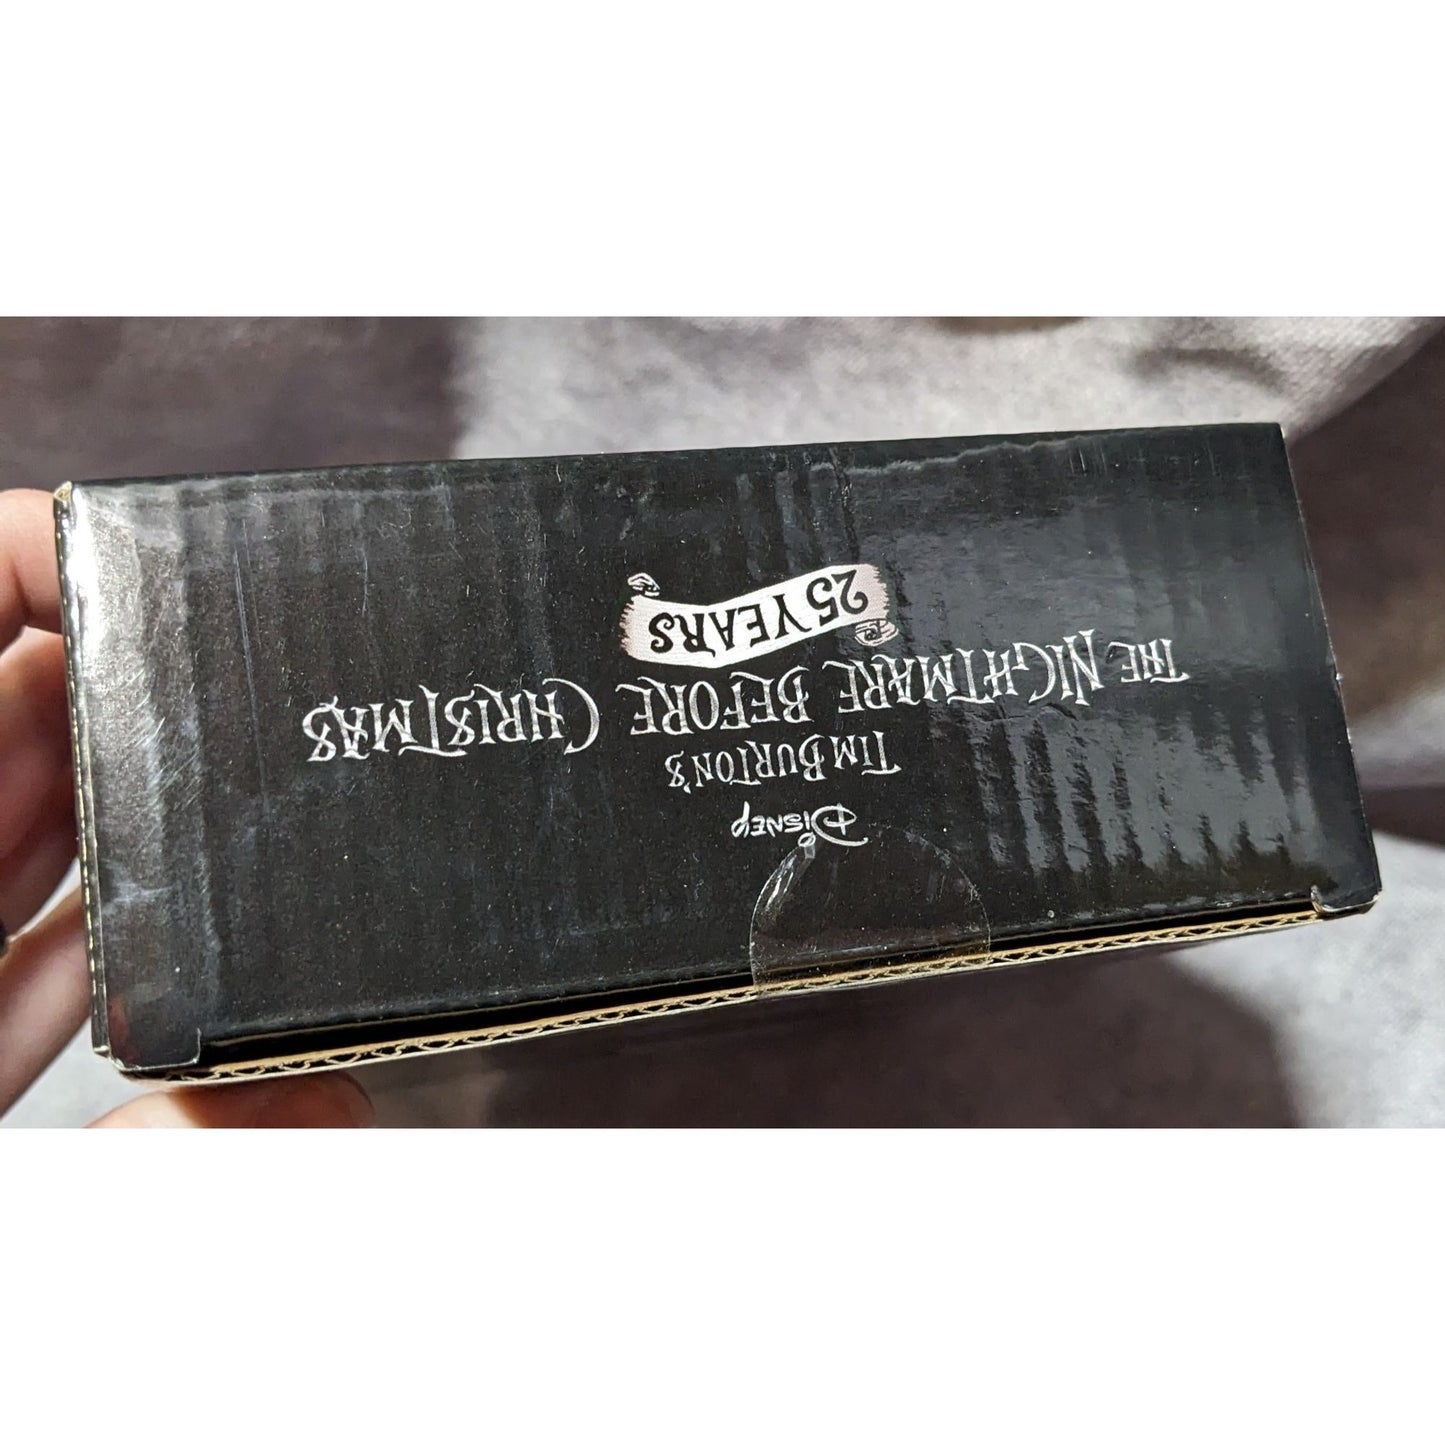 Disney
Tim Burton's
The Nightmare Before Christmas
25 Years